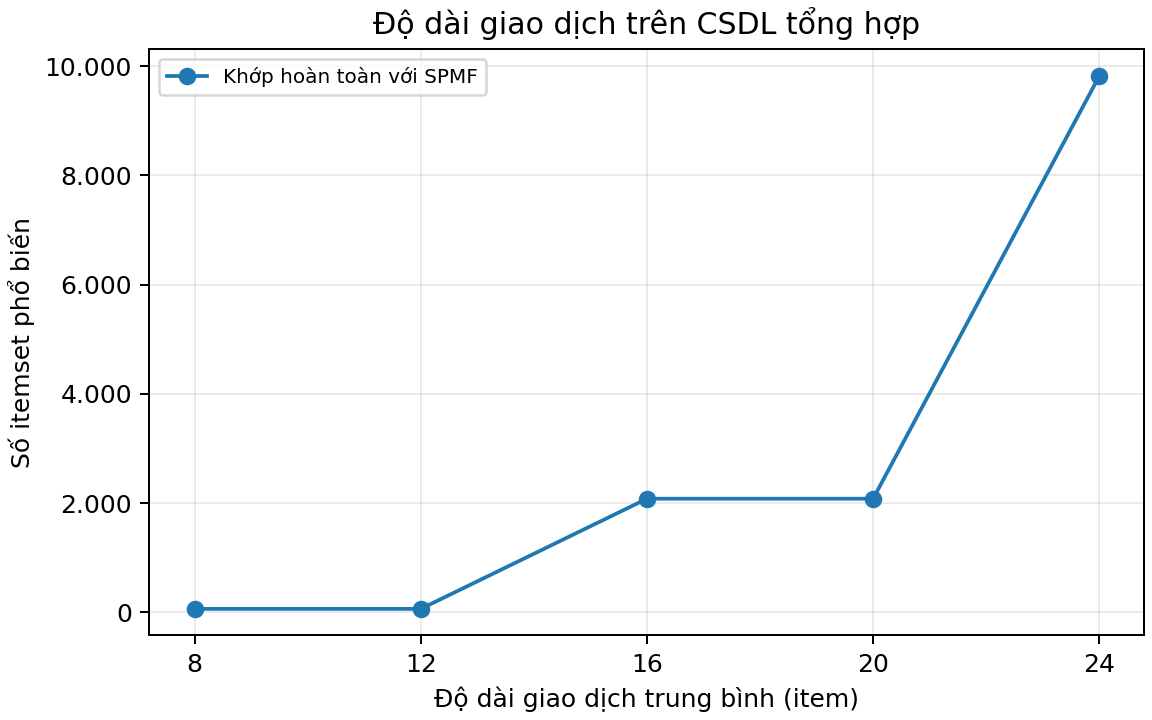 Độ dài giao dịch trên CSDL tổng hợp
Khớp hoàn toàn với SPMF
Số itemset phổ biến
10.000
8.000
6.000
4.000
2.000
0
8 12 16 20 24
Độ dài giao dịch trung bình (item)